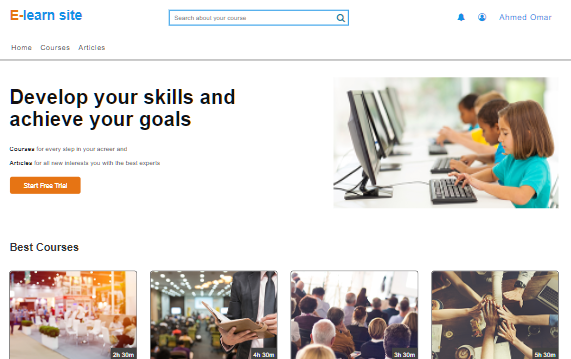 E-learn site
Search about your course
Ahmed Omar
Home Courses Articles
Develop your skills and
achieve your goals
Courses for every step in your acreer and
Articles for all new interests you with the best experts
Start Free Trial
Best Courses
2h 30m
4h 30m
3h 30m
5h 30m